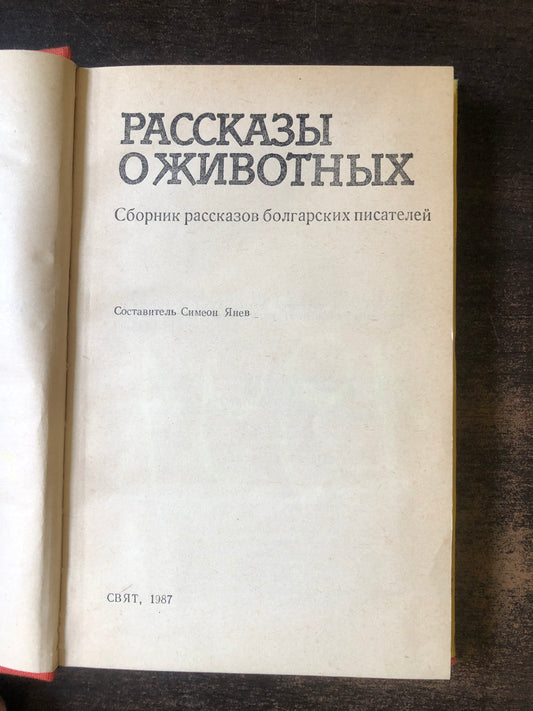 РАССКАЗЫ
О ЖИВОТНЫХ
Сборник рассказов болгарских писателей
Составитель Симеон Янев
СВЯТ, 1987